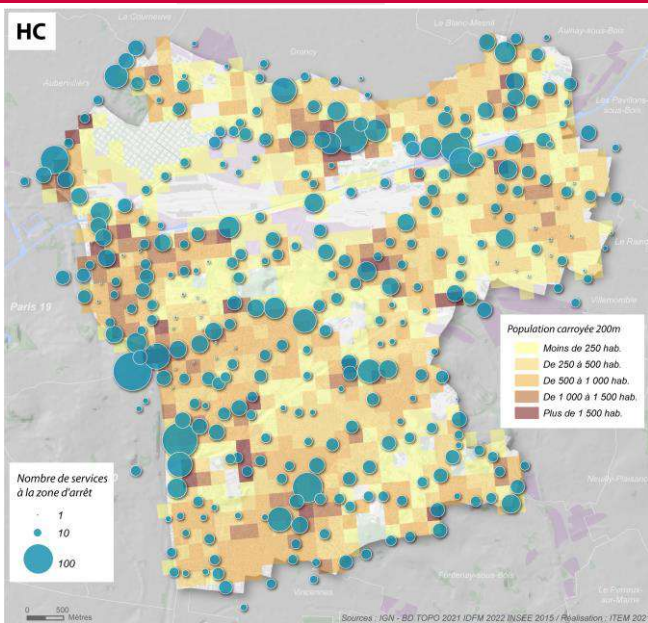 HC
La Courneuve
Le Blanc-Mesnil
Aulnay-sous-Bois
Drancy
Aubervilliers
Les Pavillons-
sous-Bois
Le Rainc
Paris 19
Villemomble
Population carroyée 200m
Moins de 250 hab.
De 250 à 500 hab.
De 500 à 1 000 hab.
De 1 000 à 1 500 hab.
Plus de 1 500 hab.
Nombre de services
à la zone d'arrêt
1
10
100
Neuilly-Plaisance
Fontenay-sous-Bois
Vincennes
Le Perreux-
sur-Marne
0 500
Mètres
Sources : IGN - BD TOPO 2021 IDFM 2022 INSEE 2015 / Réalisation : ITEM 202